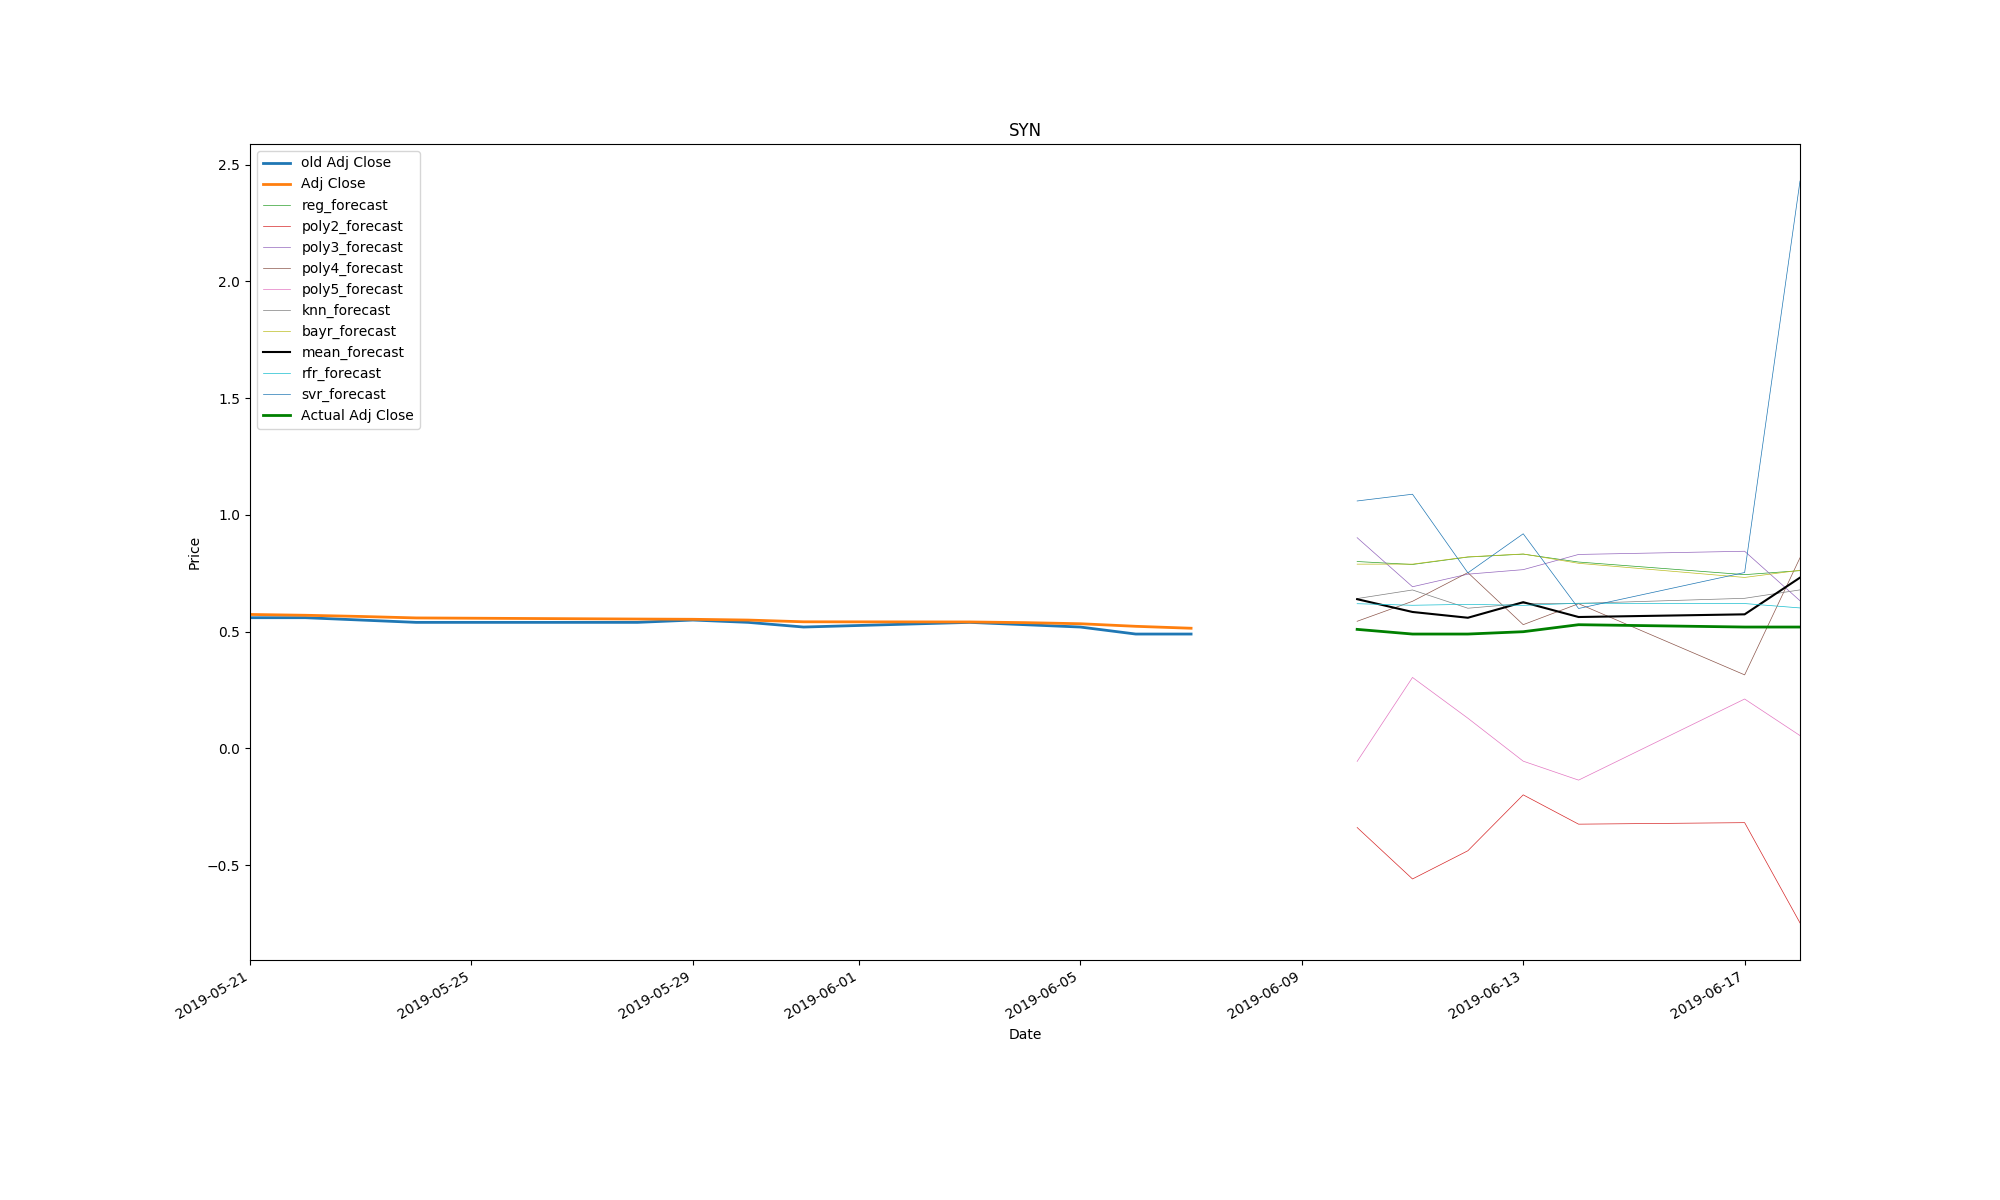 SYN
old Adj Close
Adj Close
reg_forecast
poly2_forecast
poly3_forecast
poly4_forecast
poly5_forecast
knn_forecast
bayr_forecast
mean_forecast
rfr_forecast
svr_forecast
Actual Adj Close
2.5
2.0
1.5
1.0
0.5
0.0
−0.5
Price
2019-05-21
2019-05-25
2019-05-29
2019-06-01
2019-06-05
2019-06-09
2019-06-13
2019-06-17
Date